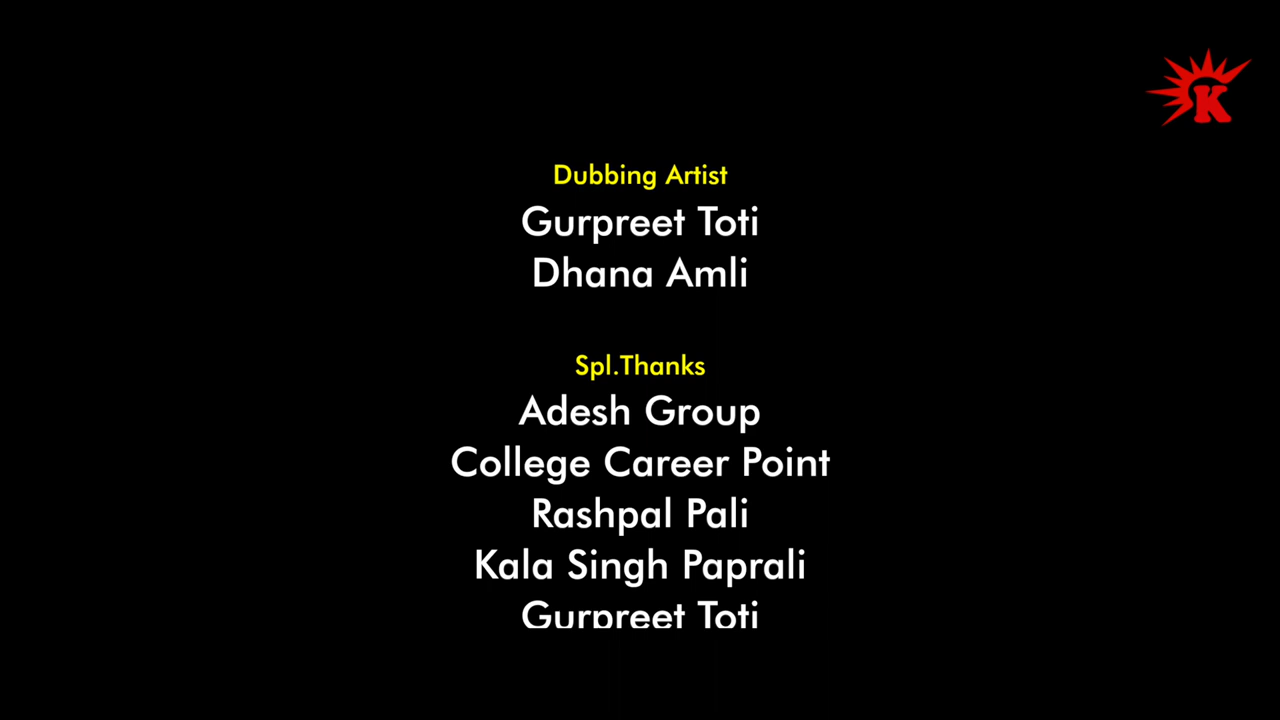 K
Dubbing Artist
Gurpreet Toti
Dhana Amli
Spl.Thanks
Adesh Group
College Career Point
Rashpal Pali
Kala Singh Paprali
Gurpreet Toti